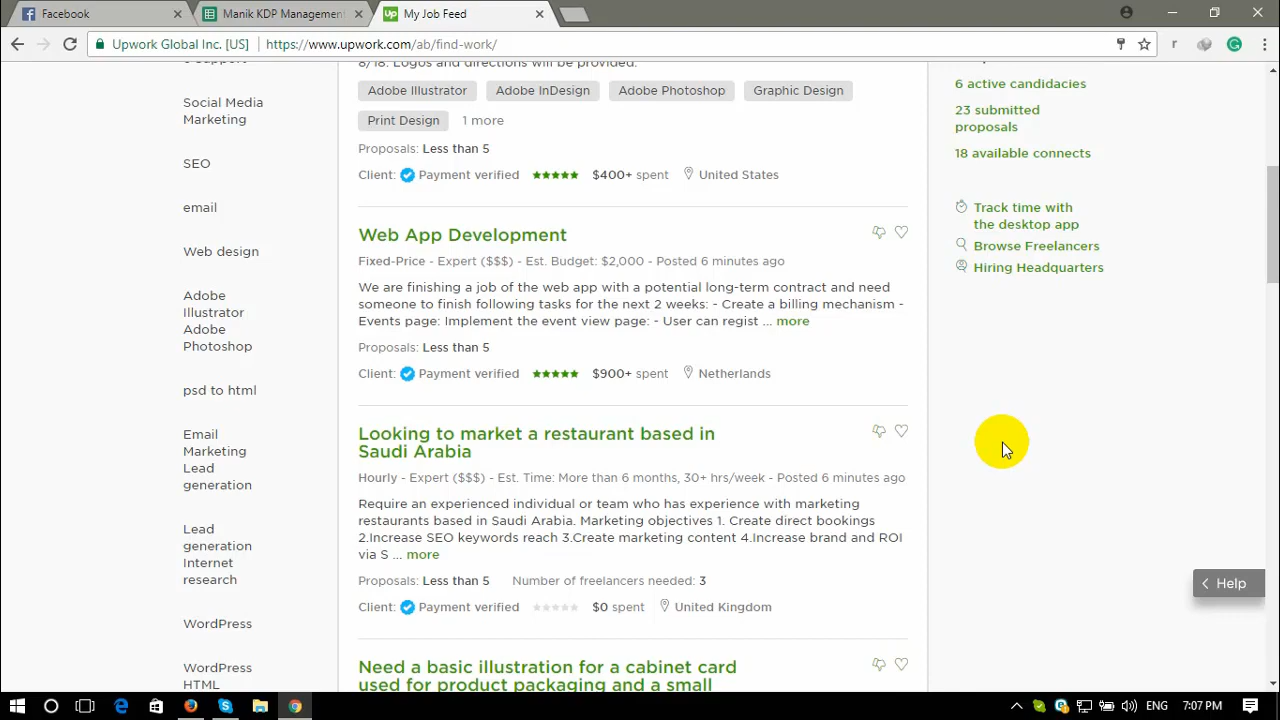 Facebook
Manik KDP Management
My Job Feed
Upwork Global Inc. [US]
https://www.upwork.com/ab/find-work/
Social Media
Marketing
SEO
email
Web design
Adobe
Illustrator
Adobe
Photoshop
psd to html
Email
Marketing
Lead
generation
Lead
generation
Internet
research
WordPress
WordPress
HTML
8/18. Logos and directions will be provided.
Adobe Illustrator Adobe InDesign Adobe Photoshop Graphic Design
Print Design 1 more
Proposals: Less than 5
Client: Payment verified $400+ spent United States
Web App Development
Fixed-Price - Expert ($$$) - Est. Budget: $2,000 - Posted 6 minutes ago
We are finishing a job of the web app with a potential long-term contract and need
someone to finish following tasks for the next 2 weeks: - Create a billing mechanism -
Events page: Implement the event view page: - User can regist ... more
Proposals: Less than 5
Client: Payment verified $900+ spent Netherlands
Looking to market a restaurant based in
Saudi Arabia
Hourly - Expert ($$$) - Est. Time: More than 6 months, 30+ hrs/week - Posted 6 minutes ago
Require an experienced individual or team who has experience with marketing
restaurants based in Saudi Arabia. Marketing objectives 1. Create direct bookings
2.Increase SEO keywords reach 3.Create marketing content 4.Increase brand and ROI
via S ... more
Proposals: Less than 5 Number of freelancers needed: 3
Client: Payment verified $0 spent United Kingdom
Need a basic illustration for a cabinet card
used for product packaging and a small
6 active candidacies
23 submitted
proposals
18 available connects
Track time with
the desktop app
Browse Freelancers
Hiring Headquarters
Help
ENG 7:07 PM